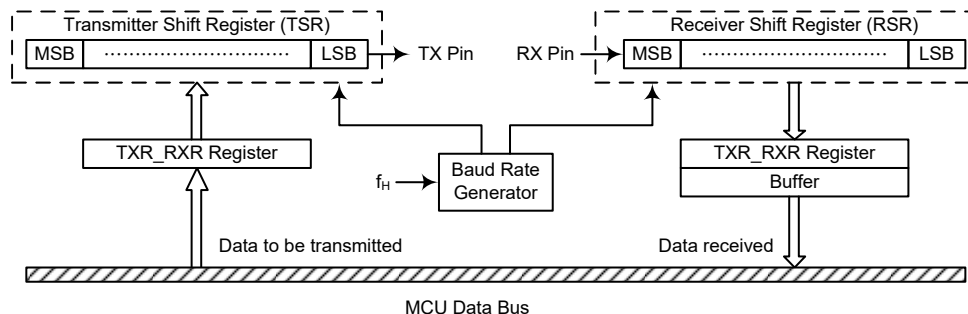 Transmitter Shift Register (TSR)
MSB
LSB
TX Pin
RX Pin
Receiver Shift Register (RSR)
MSB
LSB
TXR_RXR Register
fH
Baud Rate
Generator
TXR_RXR Register
Buffer
Data to be transmitted
Data received
MCU Data Bus